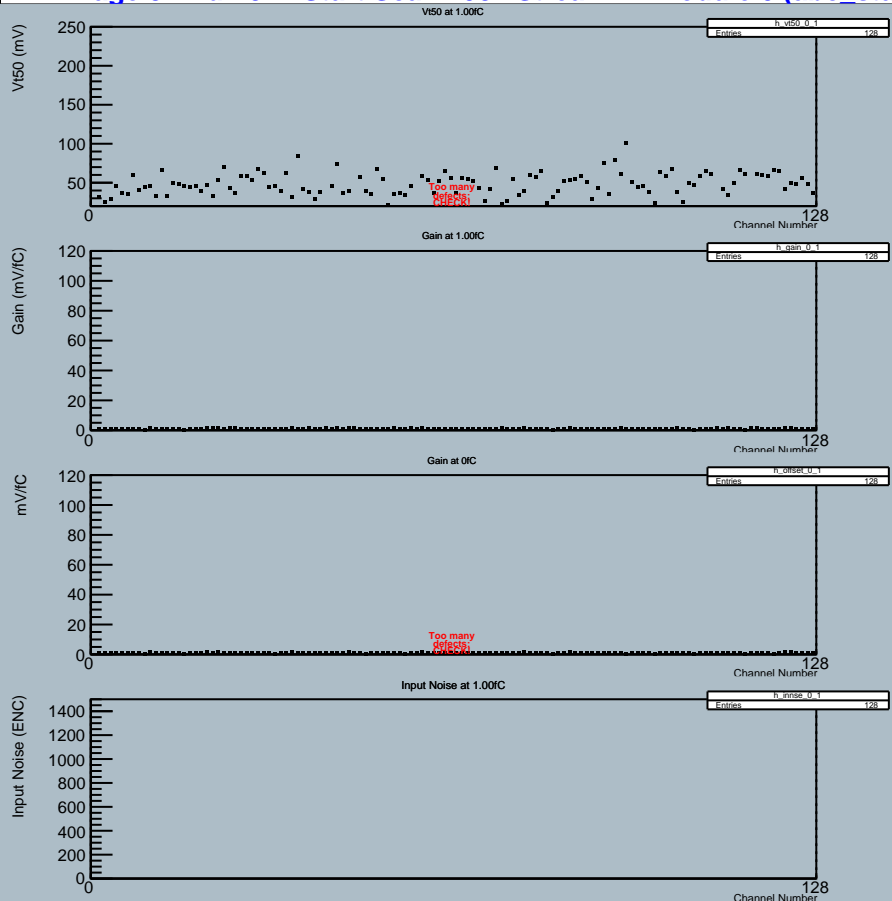 Vt50 at 1.00fC
h_vt50_0_1
Entries 128
Vt50 (mV)
250
200
150
100
50
Too many
defects:
CHECK!
0
128
Channel Number
Gain at 1.00fC
h_gain_0_1
Entries 128
Gain (mV/fC)
120
100
80
60
40
20
0
0
128
Channel Number
Gain at 0fC
h_offset_0_1
Entries 128
mV/fC
120
100
80
60
40
20
0
Too many
defects:
CHECK!
0
128
Channel Number
Input Noise at 1.00fC
h_innse_0_1
Entries 128
Input Noise (ENC)
1400
1200
1000
800
600
400
200
0
0
128
Channel Number